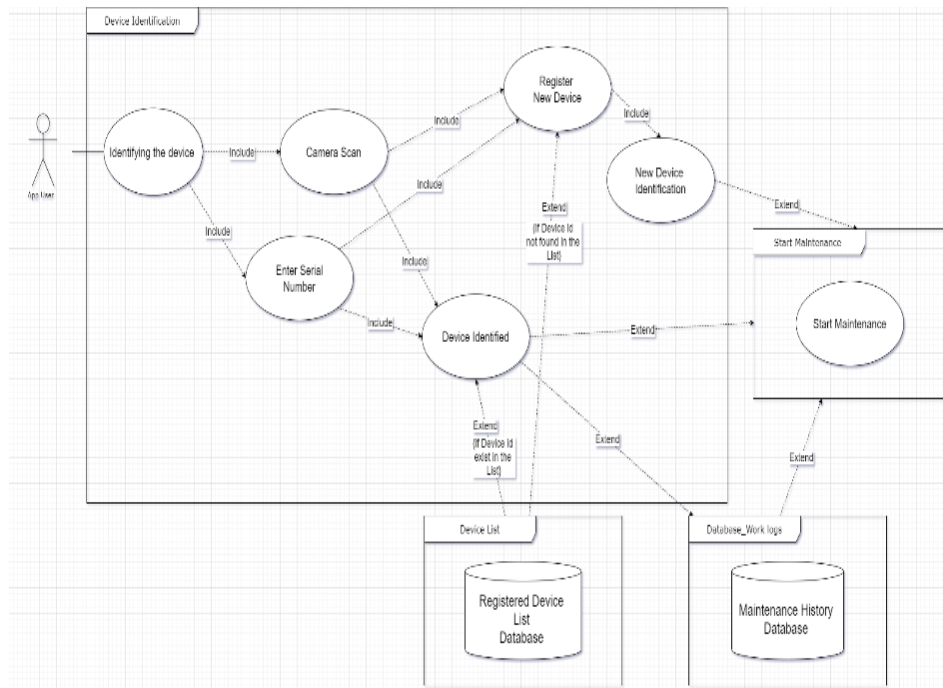 Device Identification
Register
New Device
Include
Include
Identifying the device
Include
Camera Scan
New Device
Identification
Include
App User
Extend
Extend
(If Device Id
not found in the
List)
Include
Start Maintenance
Include
Enter Serial
Number
Include
Start Maintenance
Device Identified
Extend
Extend
(If Device Id
exist in the
List)
Extend
Extend
Device List
Database_Work logs
Registered Device
List
Database
Maintenance History
Database